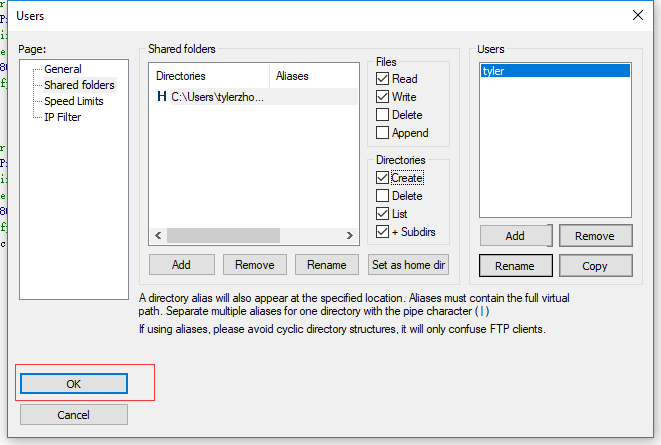 Users
Page:
General
Shared folders
Speed Limits
IP Filter
Shared folders
Directories Aliases
H C:\Users\tylerzho...
Files
Read
Write
Delete
Append
Directories
Create
Delete
List
+ Subdirs
Add Remove Rename Set as home dir
Users
tyler
Add Remove
Rename Copy
A directory alias will also appear at the specified location. Aliases must contain the full virtual
path. Separate multiple aliases for one directory with the pipe character (|)
If using aliases, please avoid cyclic directory structures, it will only confuse FTP clients.
OK
Cancel